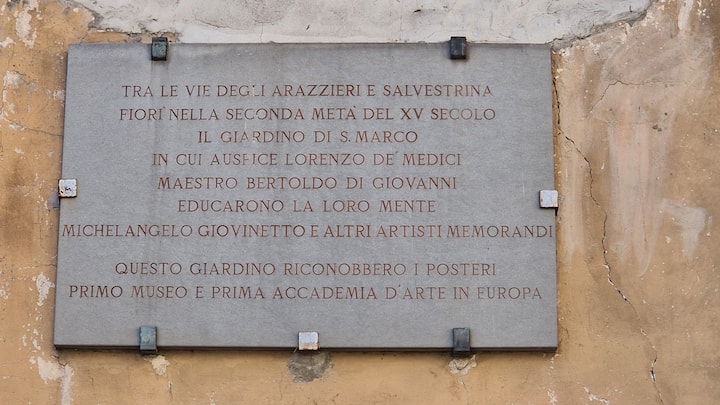 TRA LE VIE DEGLI ARAZZIERI E SALVESTRINA
FIORÌ NELLA SECONDA METÀ DEL XV SECOLO
IL GIARDINO DI S. MARCO
IN CUI AUSPICE LORENZO DE' MEDICI
MAESTRO BERTOLDO DI GIOVANNI
EDUCARONO LA LORO MENTE
MICHELANGELO GIOVINETTO E ALTRI ARTISTI MEMORANDI
QUESTO GIARDINO RICONOBBERO I POSTERI
PRIMO MUSEO E PRIMA ACCADEMIA D'ARTE IN EUROPA